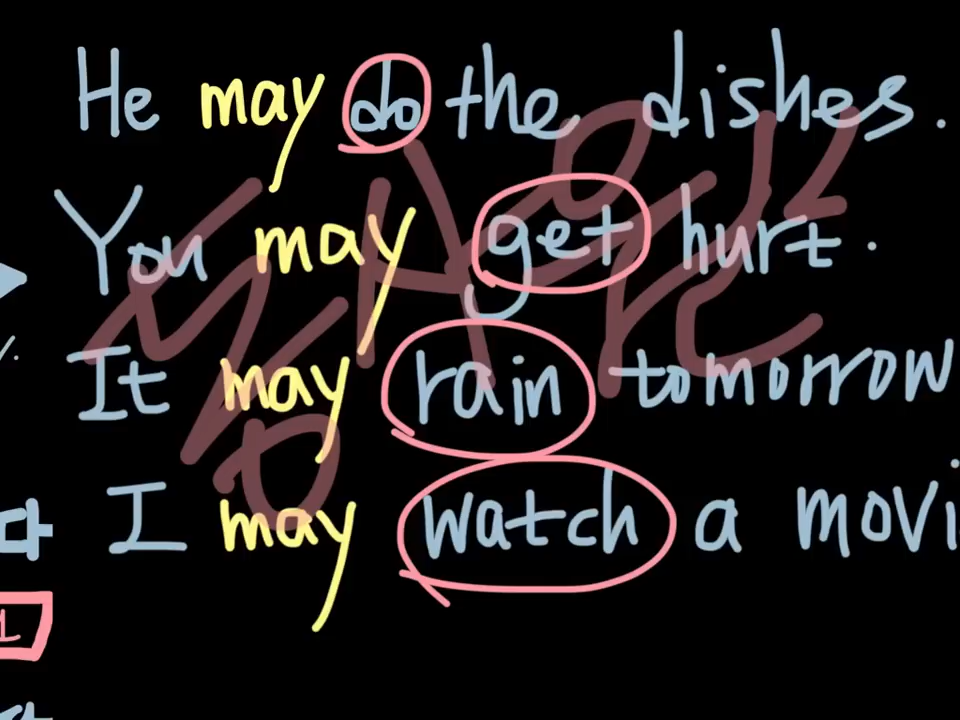 He may do the dishes.
You may get hurt.
It may rain tomorrow
I may watch a movi